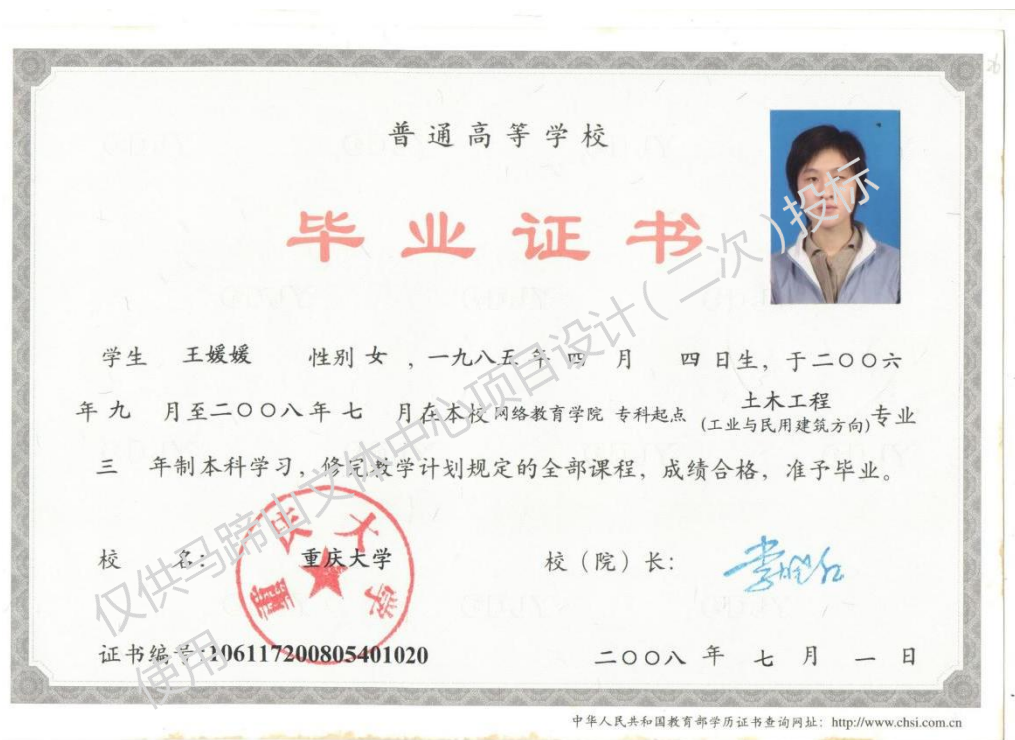 普通高等学校
毕业证书
学生 王媛媛 性别 女 ，一九八五 年 四 月 四 日生，于二〇〇六
年 九 月至二〇〇八年 七 月在本校 网络教育学院 专科起点 土木工程(工业与民用建筑方向) 专业
三 年制本科学习，修完教学计划规定的全部课程，成绩合格，准予毕业。
校 名： 重庆大学 校（院）长：
重庆大学
证书编号:106117200805401020 二〇〇八 年 七 月 一 日
中华人民共和国教育部学历证书查询网址：http://www.chsi.com.cn
仅供马蹄山文体中心项目设计(二次)投标
使用